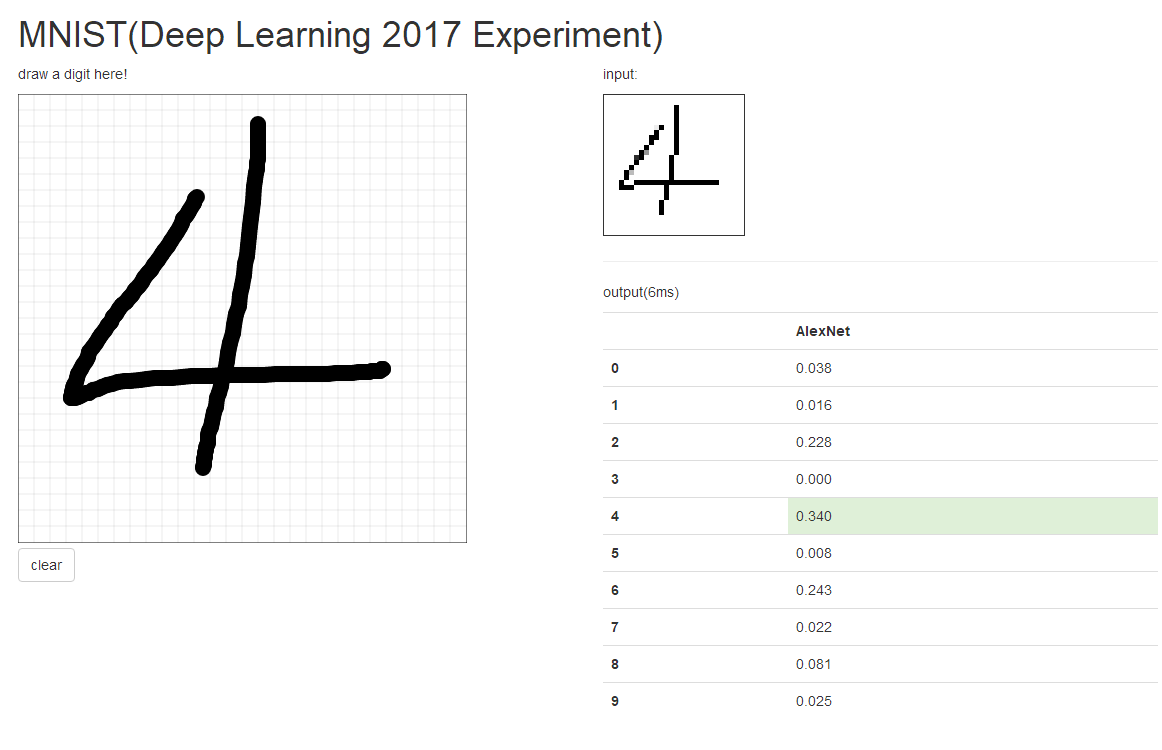 MNIST(Deep Learning 2017 Experiment)
draw a digit here!
4
clear
input:
4
output(6ms)
AlexNet
0 0.038
1 0.016
2 0.228
3 0.000
4 0.340
5 0.008
6 0.243
7 0.022
8 0.081
9 0.025